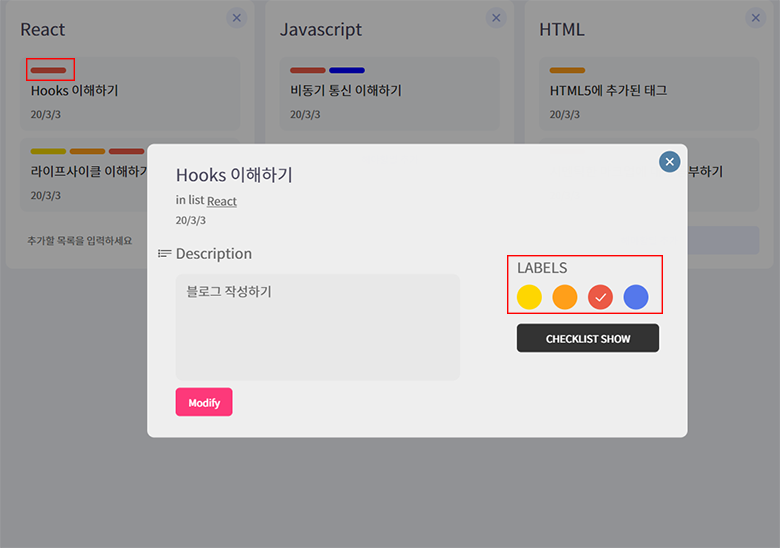 React
Javascript
HTML
Hooks 이해하기
20/3/3
비동기 통신 이해하기
20/3/3
HTML5에 추가된 태그
20/3/3
라이프사이클 이해하기
20/3/3
부하기
추가할 목록을 입력하세요
Hooks 이해하기
in list React
20/3/3
Description
블로그 작성하기
Modify
LABELS
CHECKLIST SHOW